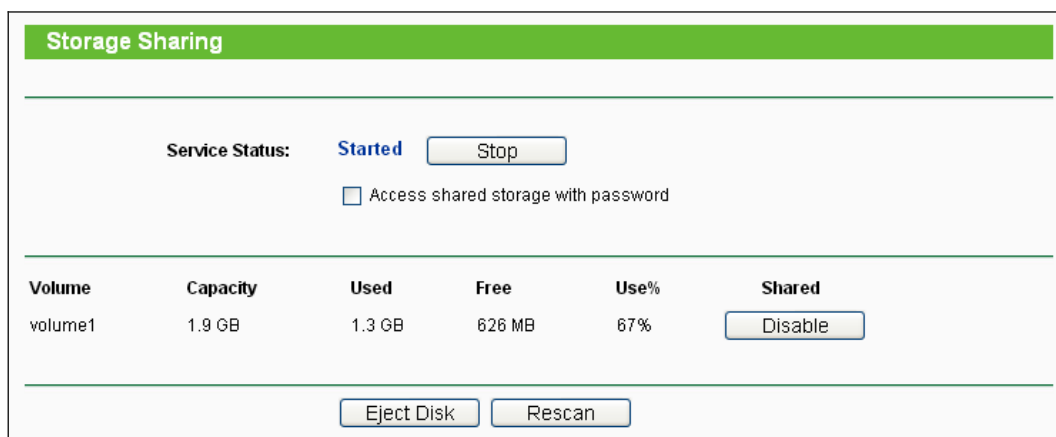 Storage Sharing
Service Status: Started Stop
Access shared storage with password
Volume Capacity Used Free Use% Shared
volume1 1.9 GB 1.3 GB 626 MB 67% Disable
Eject Disk Rescan